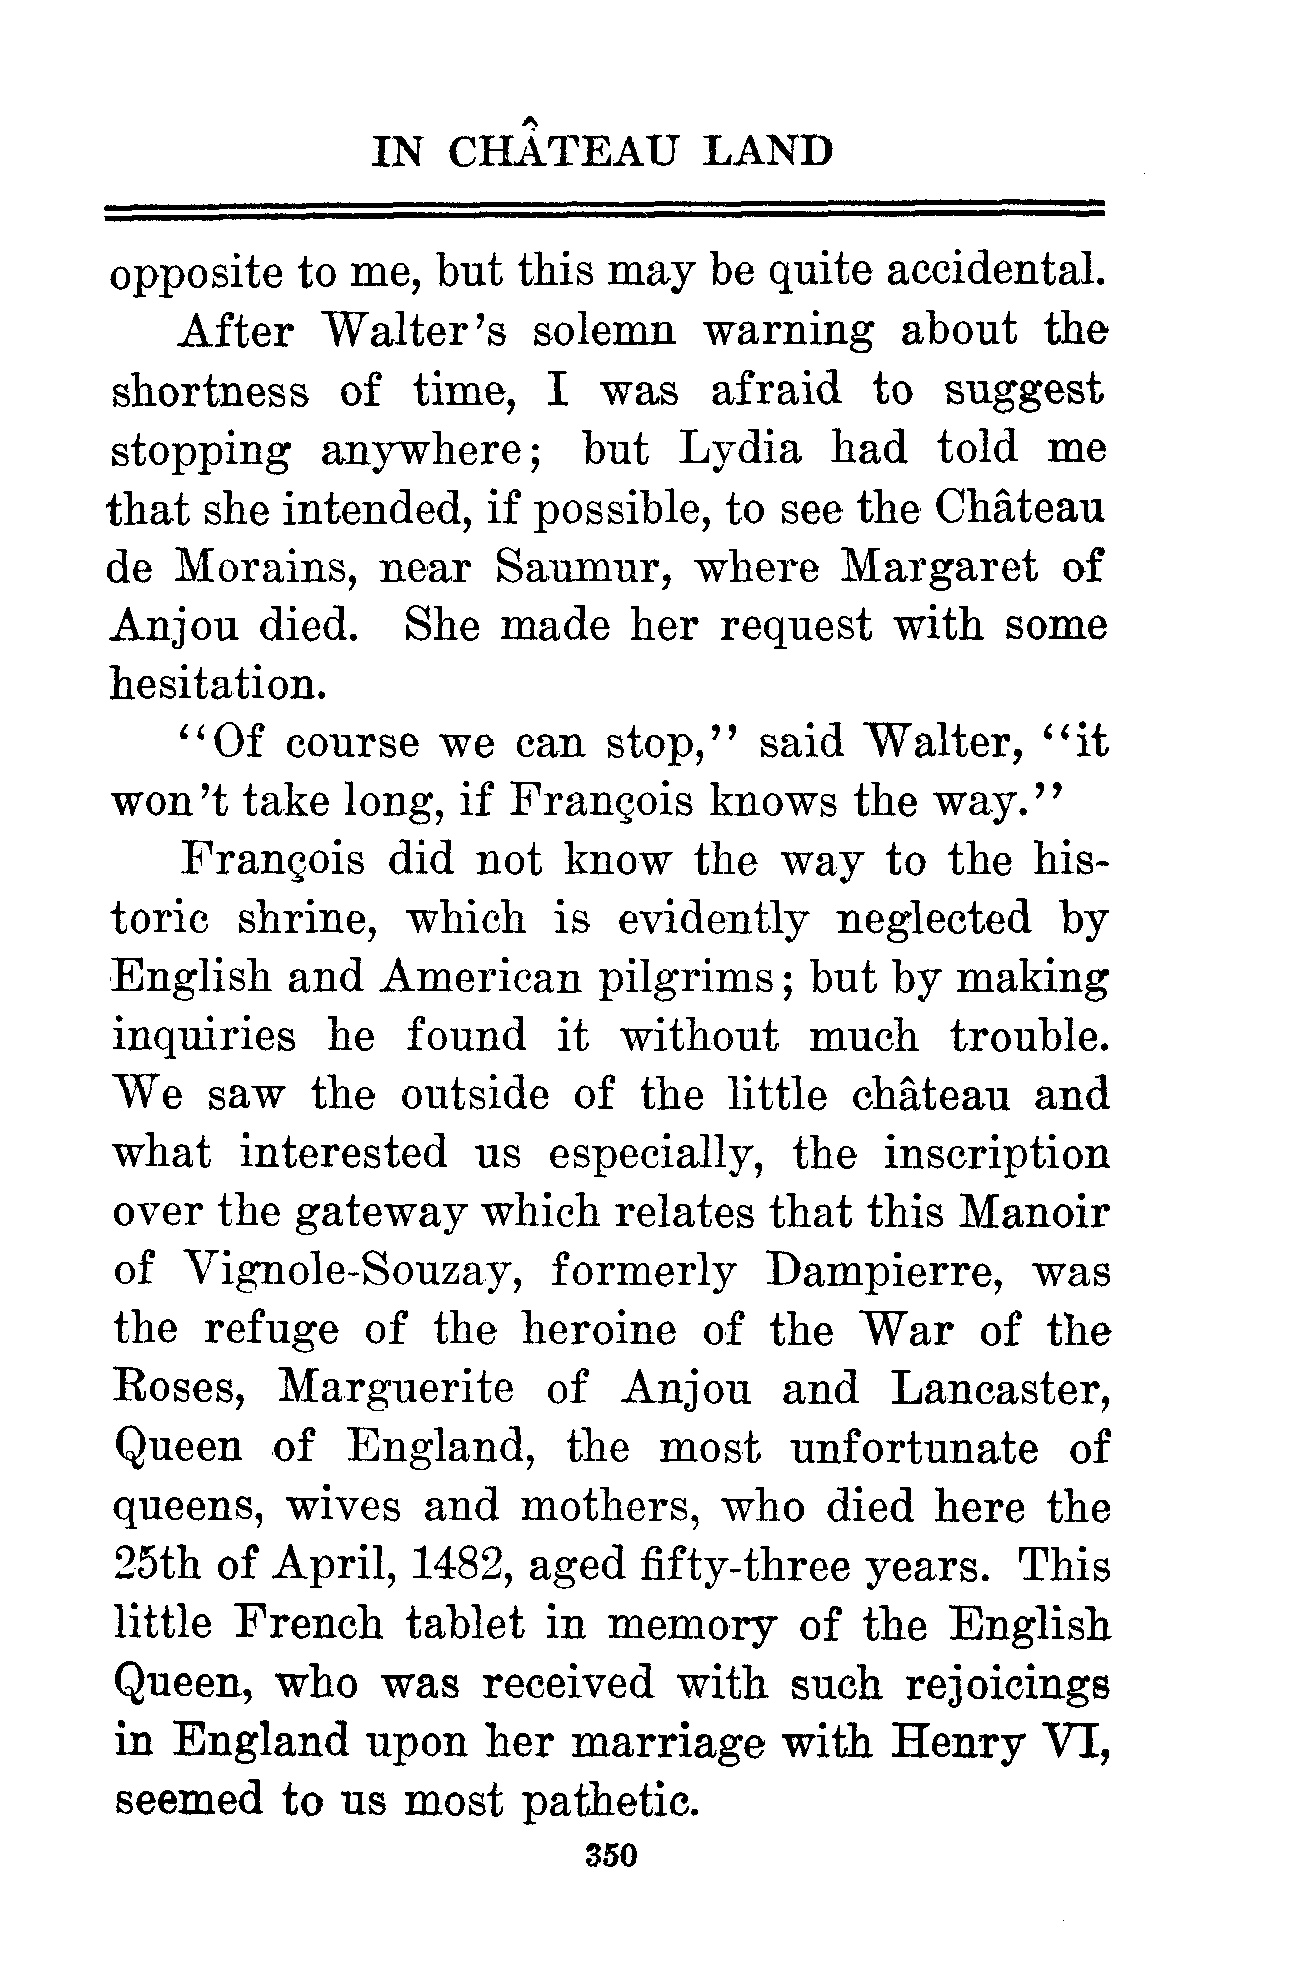 IN CHÂTEAU LAND
opposite to me, but this may be quite accidental.
After Walter's solemn warning about the
shortness of time, I was afraid to suggest
stopping anywhere; but Lydia had told me
that she intended, if possible, to see the Château
de Morains, near Saumur, where Margaret of
Anjou died. She made her request with some
hesitation.
"Of course we can stop," said Walter, "it
won't take long, if François knows the way."
François did not know the way to the his-
toric shrine, which is evidently neglected by
English and American pilgrims; but by making
inquiries he found it without much trouble.
We saw the outside of the little château and
what interested us especially, the inscription
over the gateway which relates that this Manoir
of Vignole-Souzay, formerly Dampierre, was
the refuge of the heroine of the War of the
Roses, Marguerite of Anjou and Lancaster,
Queen of England, the most unfortunate of
queens, wives and mothers, who died here the
25th of April, 1482, aged fifty-three years. This
little French tablet in memory of the English
Queen, who was received with such rejoicings
in England upon her marriage with Henry VI,
seemed to us most pathetic.
350